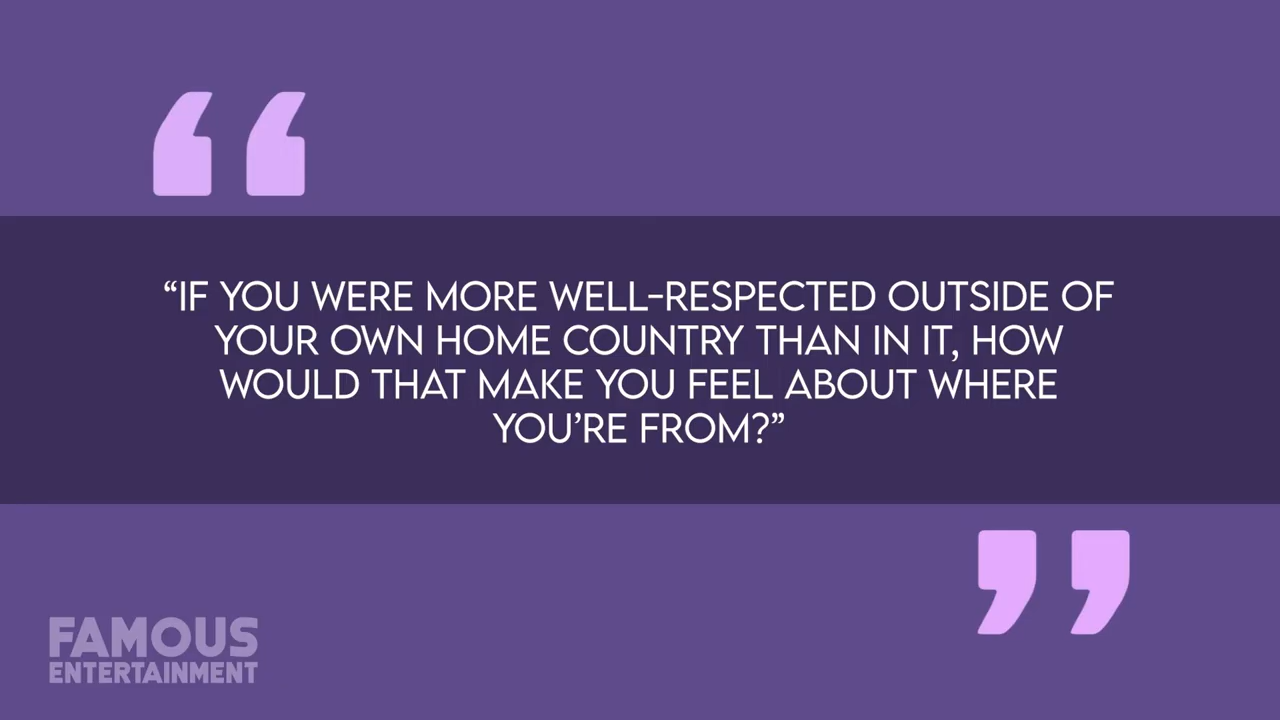 “IF YOU WERE MORE WELL-RESPECTED OUTSIDE OF
YOUR OWN HOME COUNTRY THAN IN IT, HOW
WOULD THAT MAKE YOU FEEL ABOUT WHERE
YOU’RE FROM?”
FAMOUS
ENTERTAINMENT